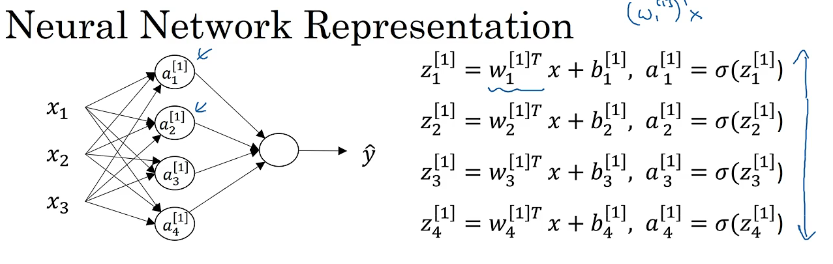 Neural Network Representation
(w₁^[1])ᵀ x
x₁
x₂
x₃
a₁^[1]
a₂^[1]
a₃^[1]
a₄^[1]
ŷ
z₁^[1] = w₁^[1]T x + b₁^[1], a₁^[1] = σ(z₁^[1])
z₂^[1] = w₂^[1]T x + b₂^[1], a₂^[1] = σ(z₂^[1])
z₃^[1] = w₃^[1]T x + b₃^[1], a₃^[1] = σ(z₃^[1])
z₄^[1] = w₄^[1]T x + b₄^[1], a₄^[1] = σ(z₄^[1])